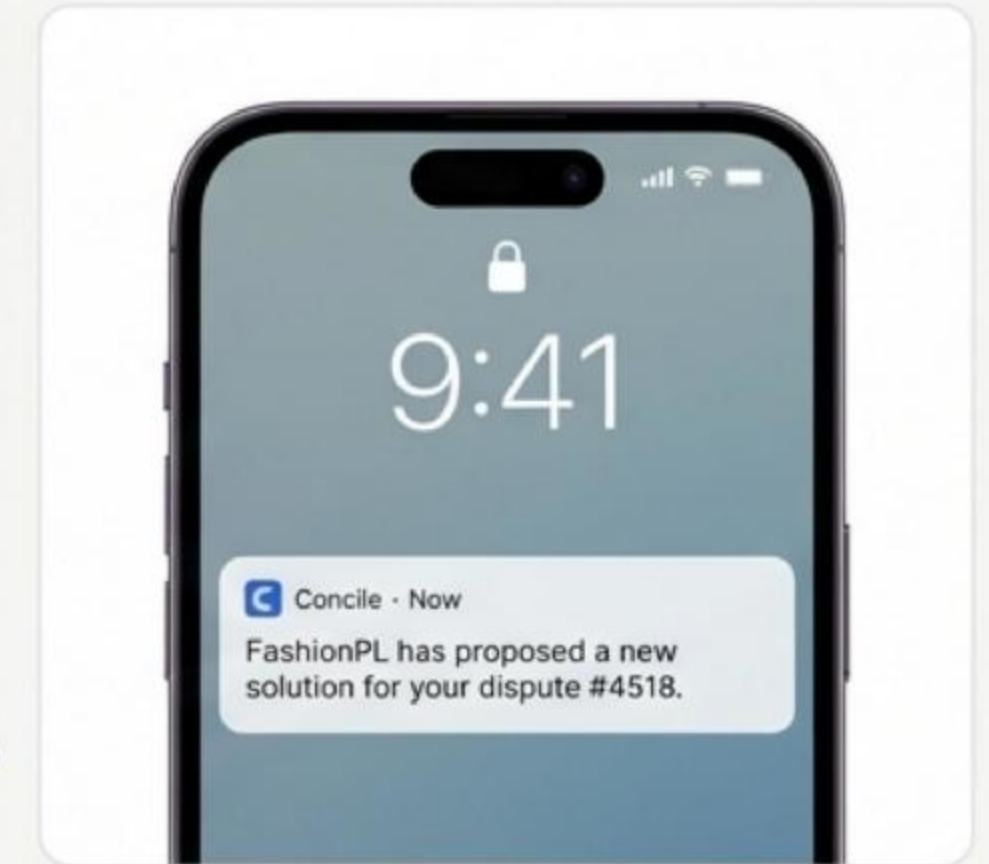 9:41
Concile · Now
FashionPL has proposed a new
solution for your dispute #4518.